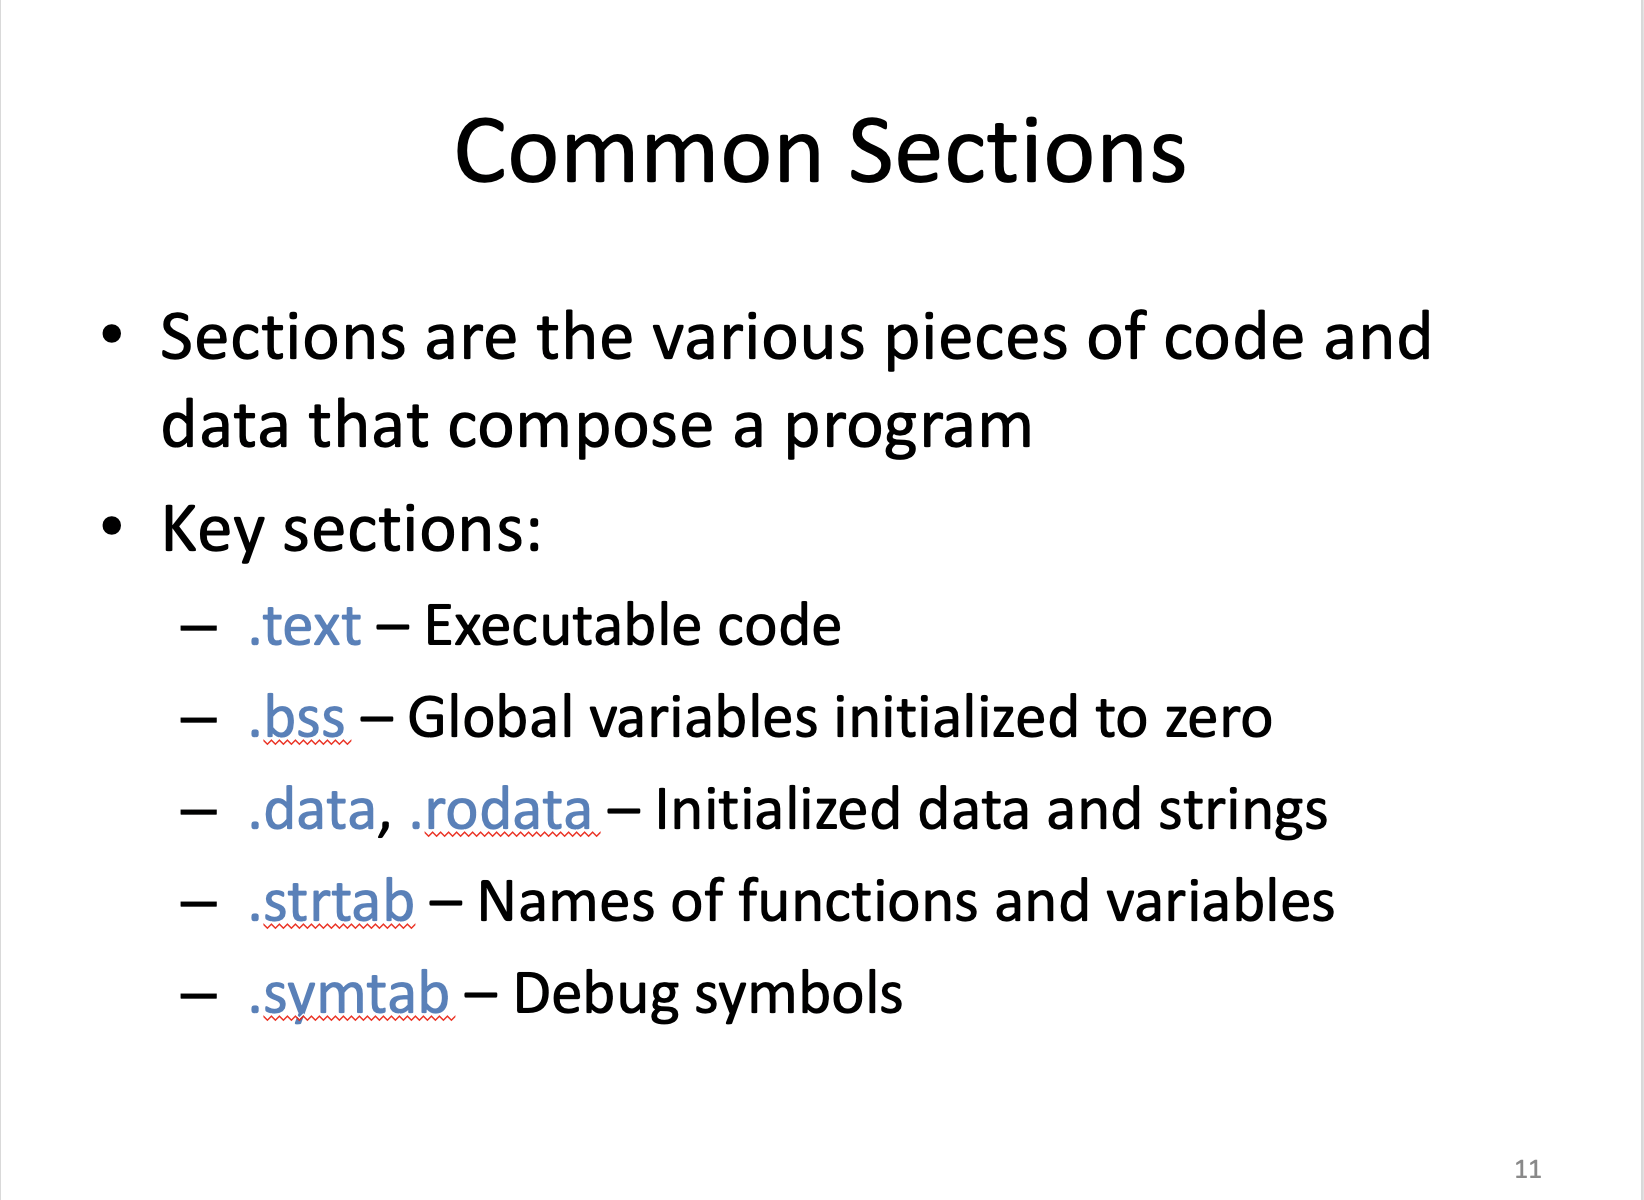 Common Sections
• Sections are the various pieces of code and
data that compose a program
• Key sections:
– .text – Executable code
– .bss – Global variables initialized to zero
– .data, .rodata – Initialized data and strings
– .strtab – Names of functions and variables
– .symtab – Debug symbols
11